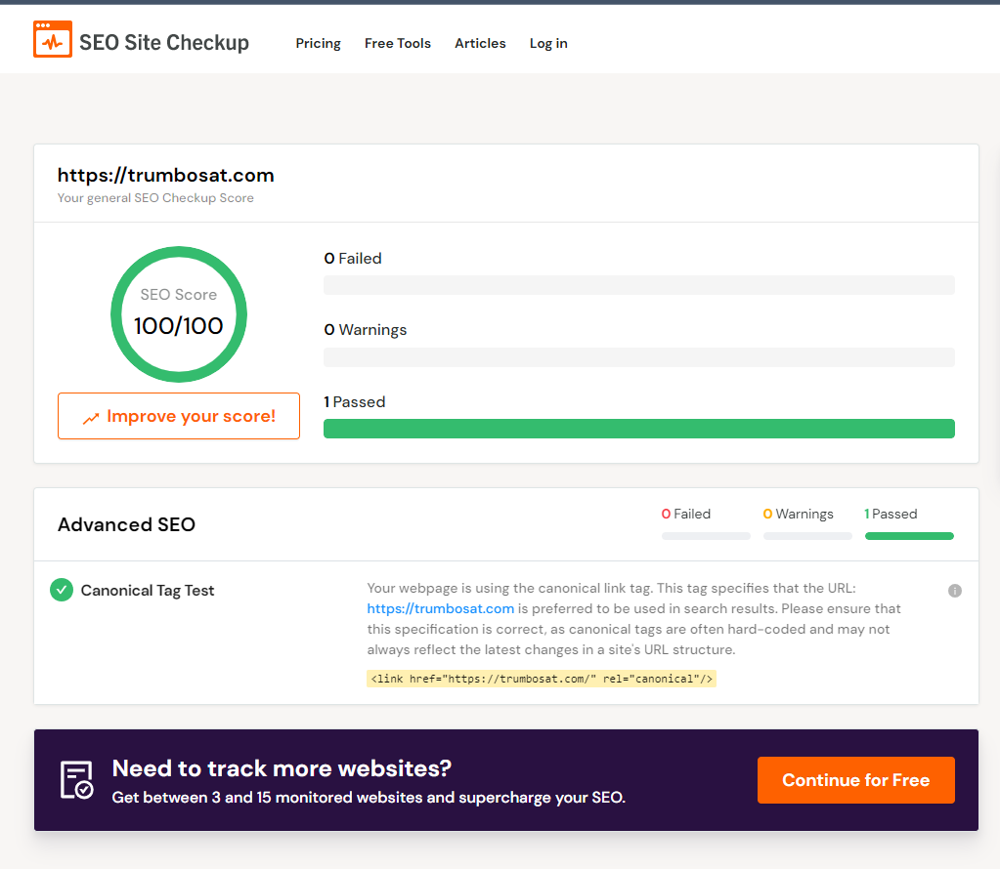 SEO Site Checkup
Pricing Free Tools Articles Log in
https://trumbosat.com
Your general SEO Checkup Score
SEO Score
100/100
Improve your score!
0 Failed
0 Warnings
1 Passed
Advanced SEO
0 Failed 0 Warnings 1 Passed
Canonical Tag Test
Your webpage is using the canonical link tag. This tag specifies that the URL:
https://trumbosat.com is preferred to be used in search results. Please ensure that
this specification is correct, as canonical tags are often hard-coded and may not
always reflect the latest changes in a site's URL structure.
<link href="https://trumbosat.com/" rel="canonical"/>
Need to track more websites?
Get between 3 and 15 monitored websites and supercharge your SEO.
Continue for Free